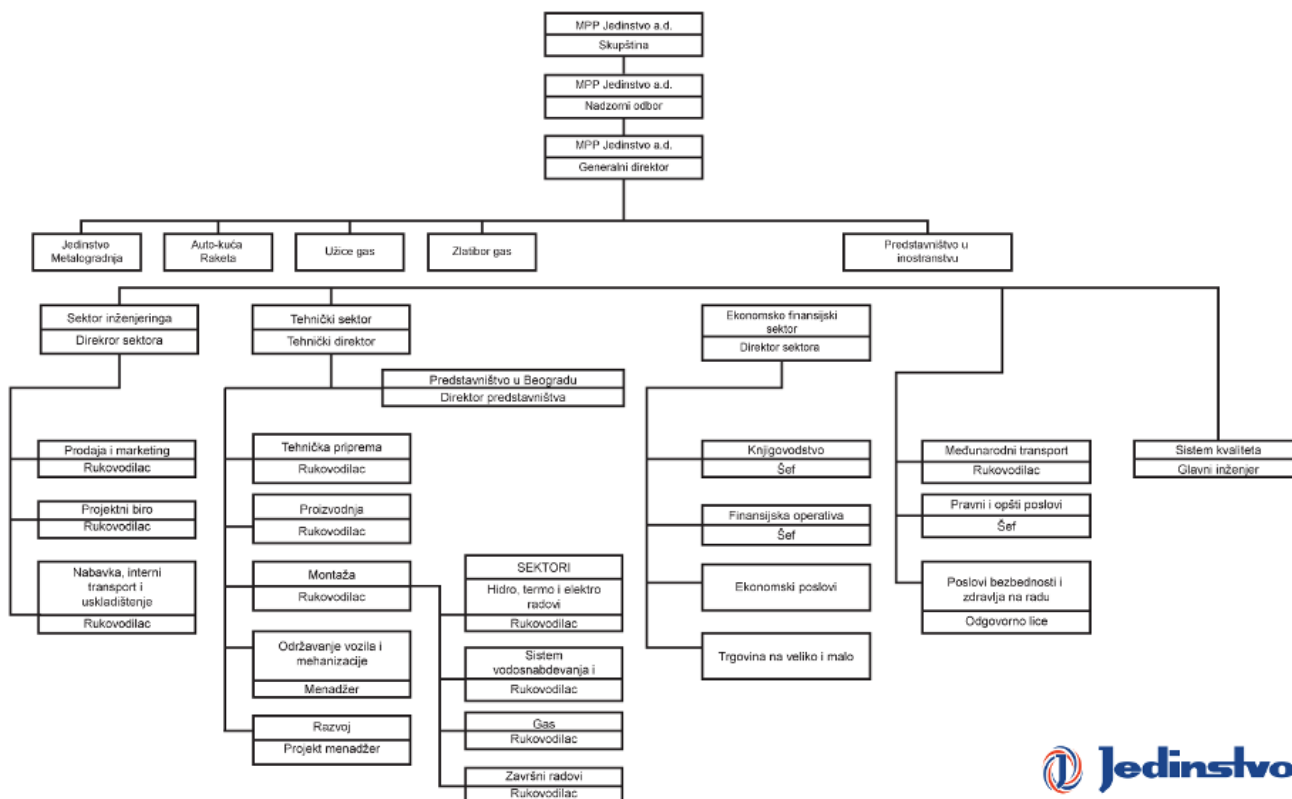 MPP Jedinstvo a.d.
Skupština
MPP Jedinstvo a.d.
Nadzorni odbor
MPP Jedinstvo a.d.
Generalni direktor
Jedinstvo
Metalogradnja
Auto-kuća
Raketa
Užice gas
Zlatibor gas
Predstavništvo u
inostranstvu
Sektor inženjeringa
Direkror sektora
Tehnički sektor
Tehnički direktor
Ekonomsko finansijski
sektor
Direktor sektora
Predstavništvo u Beogradu
Direktor predstavništva
Prodaja i marketing
Rukovodilac
Projektni biro
Rukovodilac
Nabavka, interni
transport i
uskladištenje
Rukovodilac
Tehnička priprema
Rukovodilac
Proizvodnja
Rukovodilac
Montaža
Rukovodilac
Održavanje vozila i
mehanizacije
Menadžer
Razvoj
Projekt menadžer
SEKTORI
Hidro, termo i elektro
radovi
Rukovodilac
Sistem
vodosnabdevanja i
Rukovodilac
Gas
Rukovodilac
Završni radovi
Rukovodilac
Knjigovodstvo
Šef
Finansijska operativa
Šef
Ekonomski poslovi
Trgovina na veliko i malo
Međunarodni transport
Rukovodilac
Pravni i opšti poslovi
Šef
Poslovi bezbednosti i
zdravlja na radu
Odgovorno lice
Sistem kvaliteta
Glavni inženjer
Jedinstvo